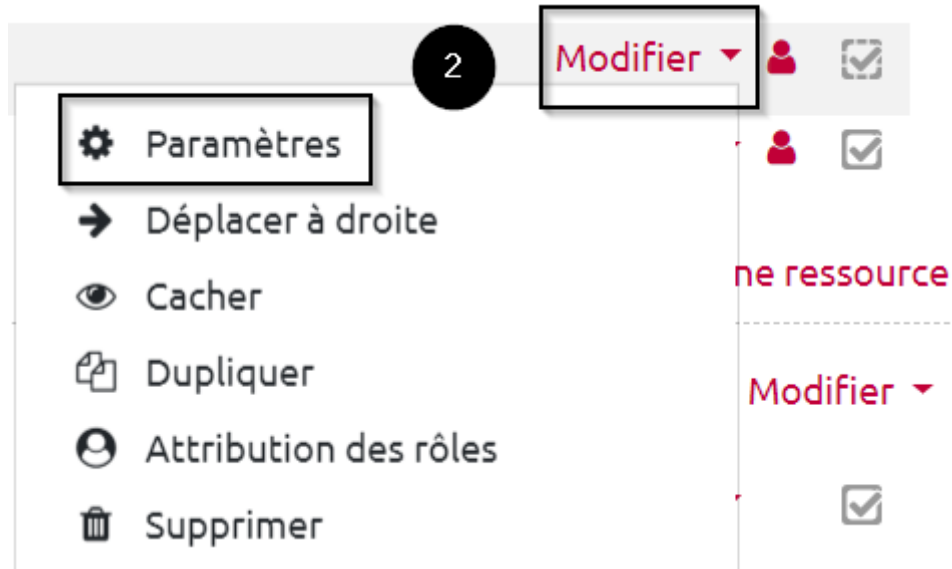 2
Modifier
Paramètres
Déplacer à droite
ne ressource
Cacher
Dupliquer
Modifier
Attribution des rôles
Supprimer